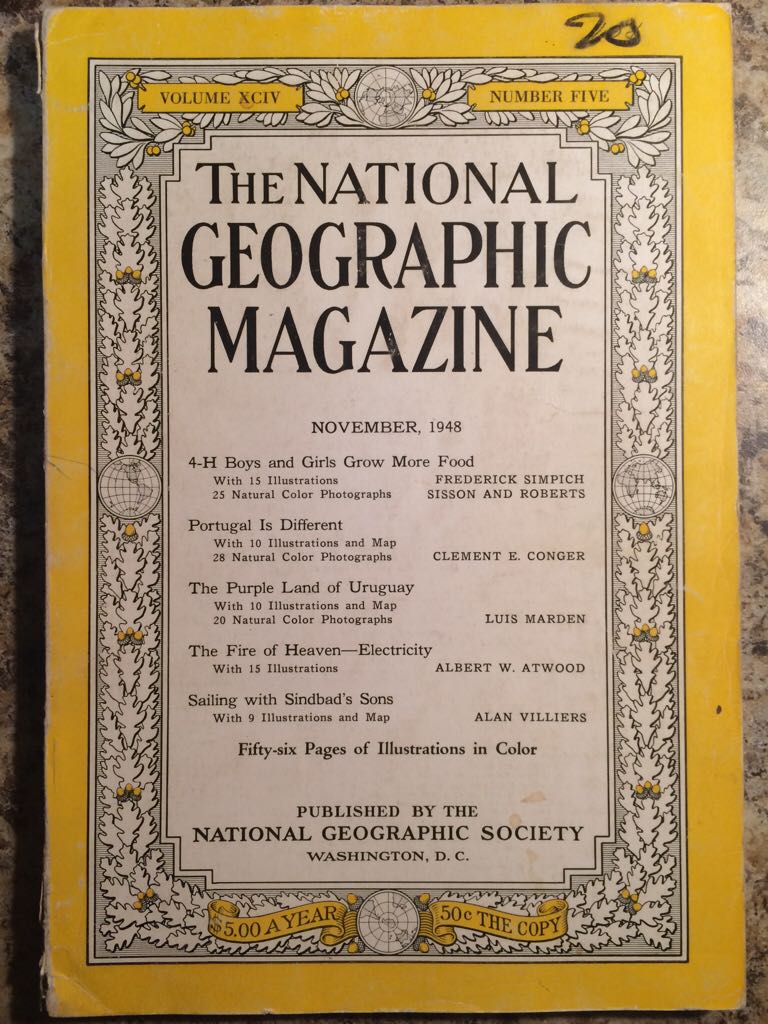 20
VOLUME XCIV NUMBER FIVE
THE NATIONAL
GEOGRAPHIC
MAGAZINE
NOVEMBER, 1948
4-H Boys and Girls Grow More Food
With 15 Illustrations FREDERICK SIMPICH
25 Natural Color Photographs SISSON AND ROBERTS
Portugal Is Different
With 10 Illustrations and Map
28 Natural Color Photographs CLEMENT E. CONGER
The Purple Land of Uruguay
With 10 Illustrations and Map
20 Natural Color Photographs LUIS MARDEN
The Fire of Heaven—Electricity
With 15 Illustrations ALBERT W. ATWOOD
Sailing with Sindbad's Sons
With 9 Illustrations and Map ALAN VILLIERS
Fifty-six Pages of Illustrations in Color
PUBLISHED BY THE
NATIONAL GEOGRAPHIC SOCIETY
WASHINGTON, D. C.
$5.00 A YEAR 50c THE COPY